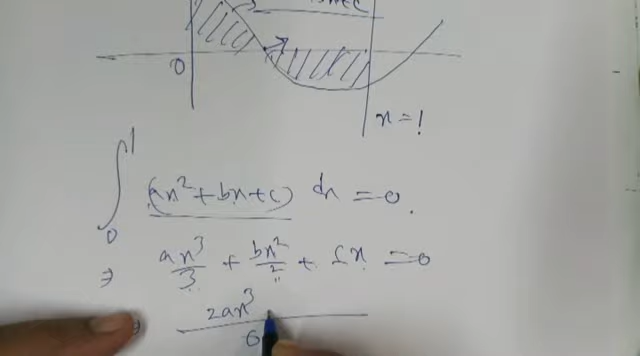 0
x = 1
∫₀¹ (ax² + bx + c) dx = 0.
⇒ ax³/3 + bx²/2 + cx = 0
2ax³
6